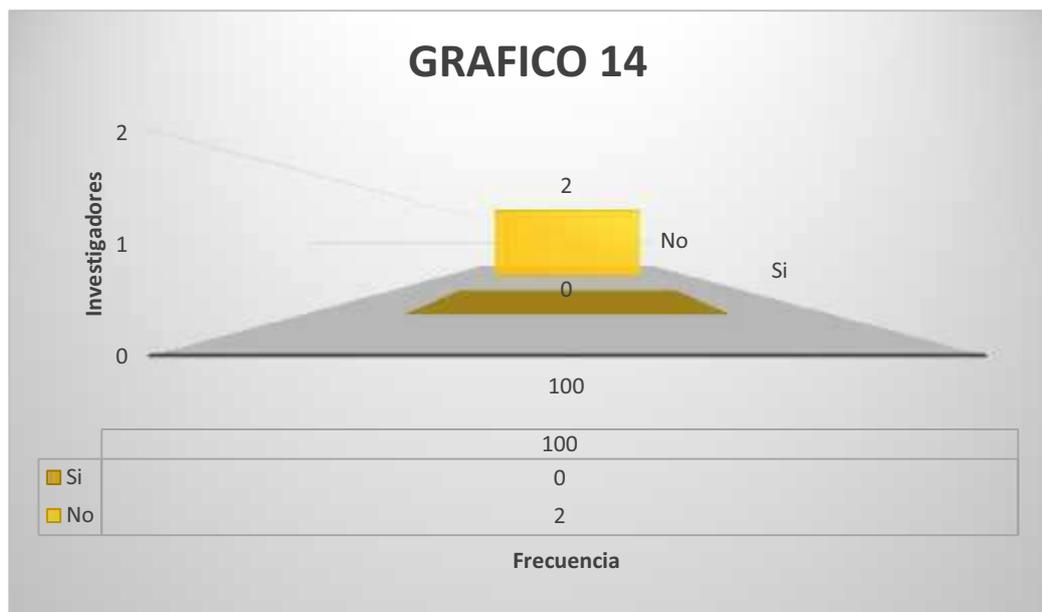 GRAFICO 14
2
1
0
Investigadores
2
No
Si
0
100
100
Si 0
No 2
Frecuencia